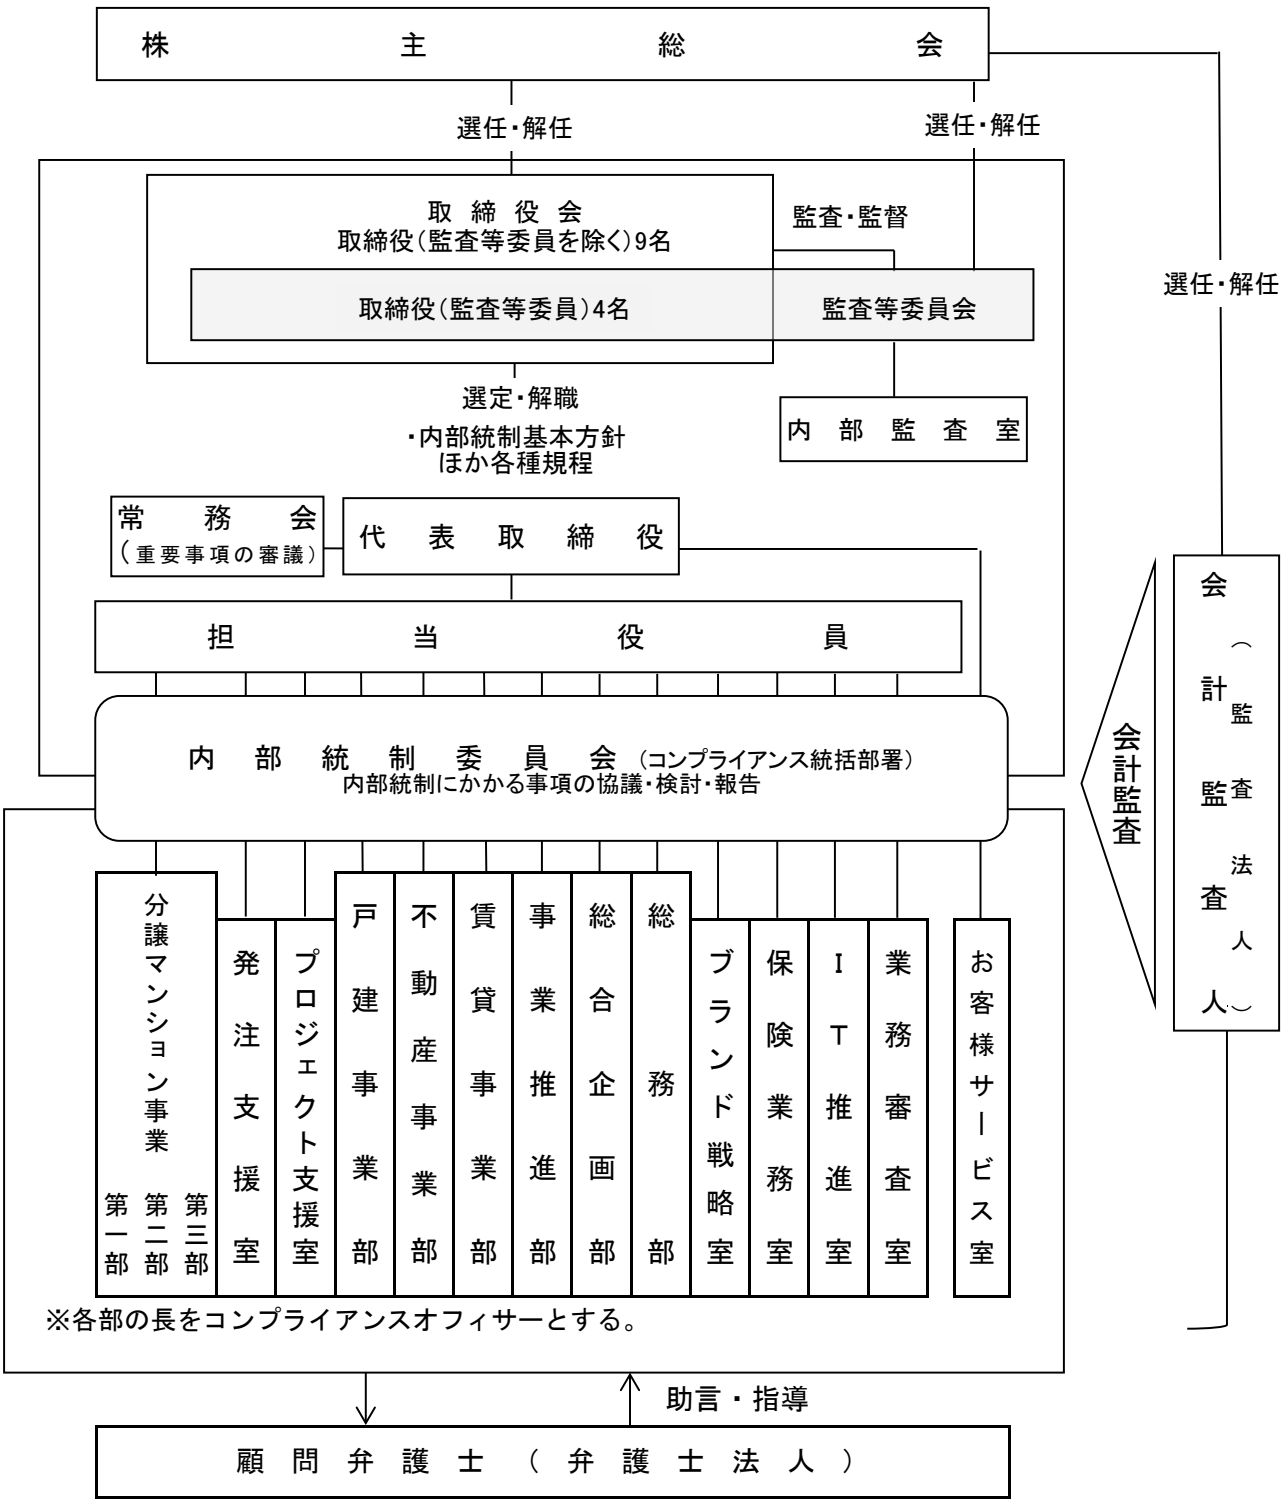 株主総会
選任・解任
選任・解任
取締役会
取締役(監査等委員を除く)9名
監査・監督
選任・解任
取締役(監査等委員)4名
監査等委員会
選定・解職
・内部統制基本方針
ほか各種規程
内部監査室
常務会
(重要事項の審議)
代表取締役
担当役員
内部統制委員会(コンプライアンス統括部署)
内部統制にかかる事項の協議・検討・報告
会計監査
会計監査人
(監査法人)
分譲マンション事業
第一部
第二部
第三部
発注支援室
プロジェクト支援室
戸建事業部
不動産事業部
賃貸事業部
事業推進部
総合企画部
総務部
ブランド戦略室
保険業務室
IT推進室
業務審査室
お客様サービス室
※各部の長をコンプライアンスオフィサーとする。
助言・指導
顧問弁護士(弁護士法人)